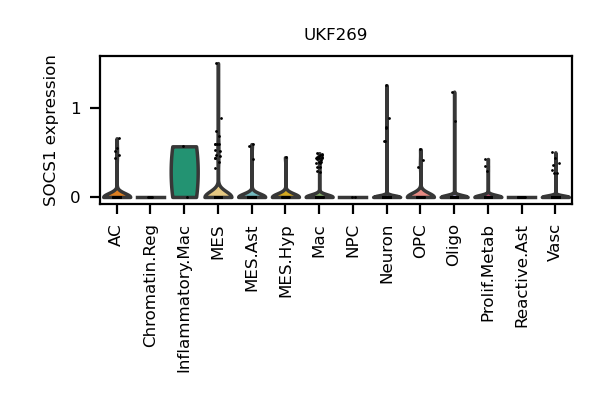 UKF269
SOCS1 expression
1
0
AC
Chromatin.Reg
Inflammatory.Mac
MES
MES.Ast
MES.Hyp
Mac
NPC
Neuron
OPC
Oligo
Prolif.Metab
Reactive.Ast
Vasc